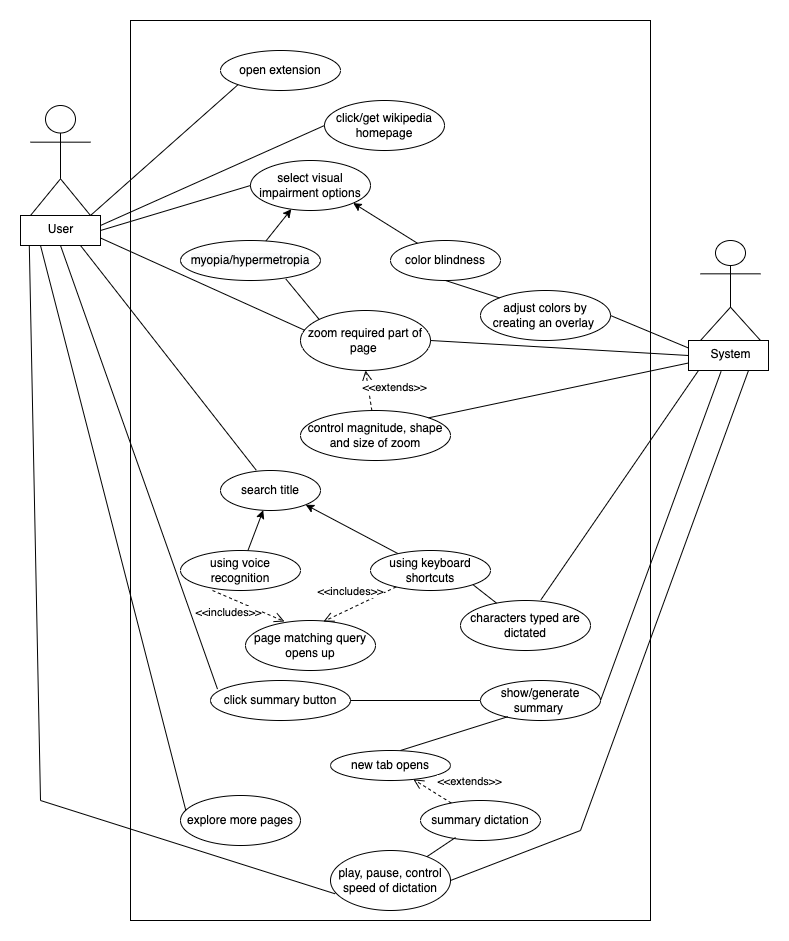 open extension
click/get wikipedia
homepage
select visual
impairment options
User
myopia/hypermetropia
color blindness
adjust colors by
creating an overlay
zoom required part of
page
System
<<extends>>
control magnitude, shape
and size of zoom
search title
using voice
recognition
using keyboard
shortcuts
<<includes>>
<<includes>>
characters typed are
dictated
page matching query
opens up
click summary button
show/generate
summary
new tab opens
<<extends>>
explore more pages
summary dictation
play, pause, control
speed of dictation